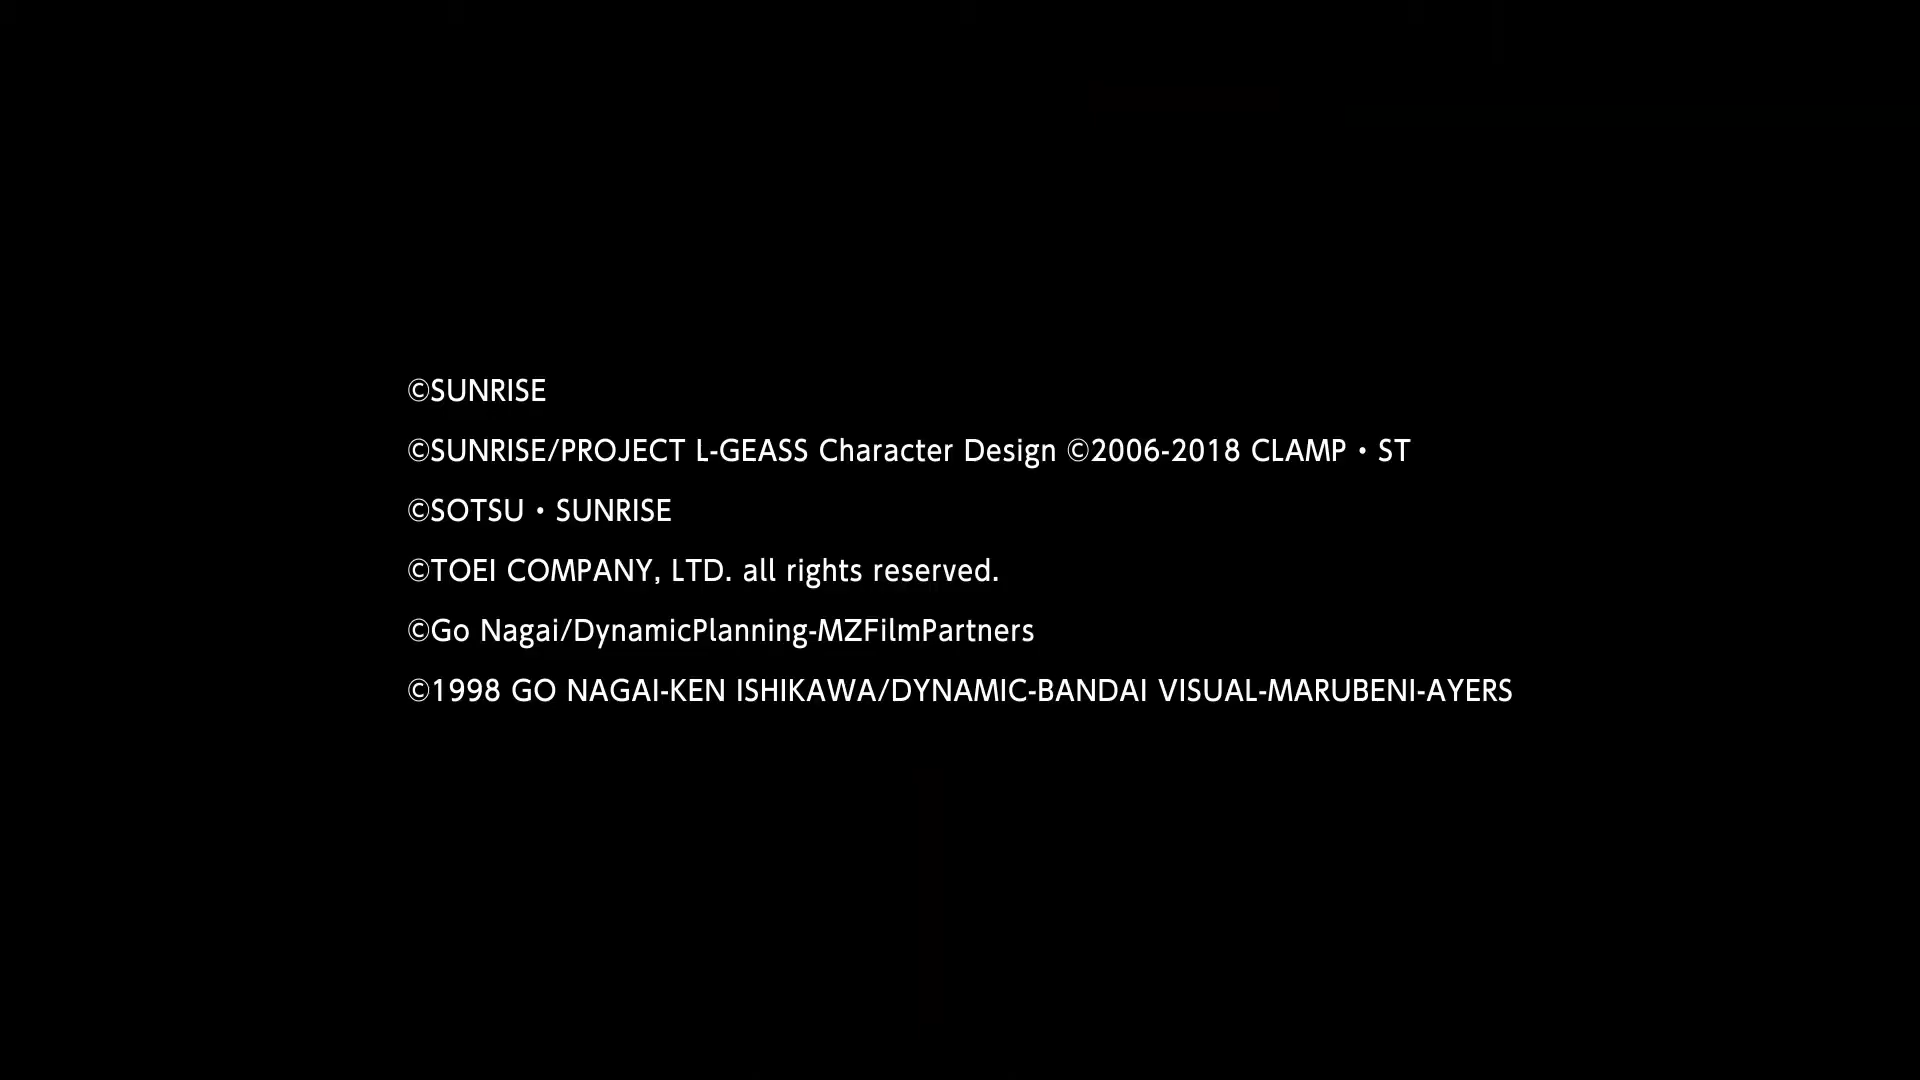 ©SUNRISE
©SUNRISE/PROJECT L-GEASS Character Design ©2006-2018 CLAMP・ST
©SOTSU・SUNRISE
©TOEI COMPANY, LTD. all rights reserved.
©Go Nagai/DynamicPlanning-MZFilmPartners
©1998 GO NAGAI-KEN ISHIKAWA/DYNAMIC-BANDAI VISUAL-MARUBENI-AYERS